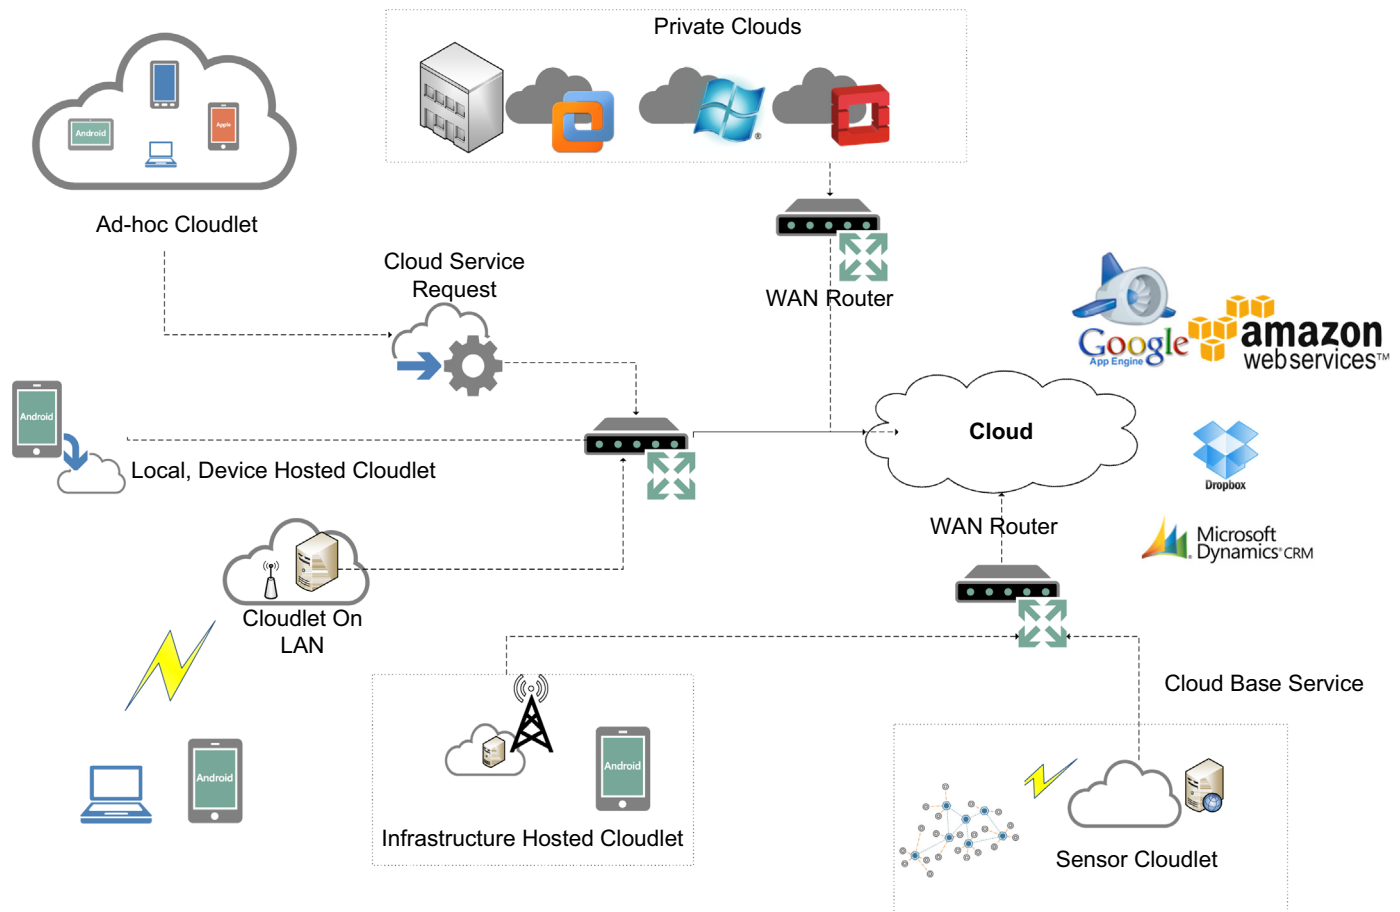 Private Clouds
Android
Apple
®
Ad-hoc Cloudlet
Cloud Service
Request
WAN Router
Google
App Engine
amazon
webservices™
Android
Cloud
Local, Device Hosted Cloudlet
Dropbox
WAN Router
Microsoft
Dynamics® CRM
Cloudlet On
LAN
Cloud Base Service
Android
Android
Infrastructure Hosted Cloudlet
Sensor Cloudlet